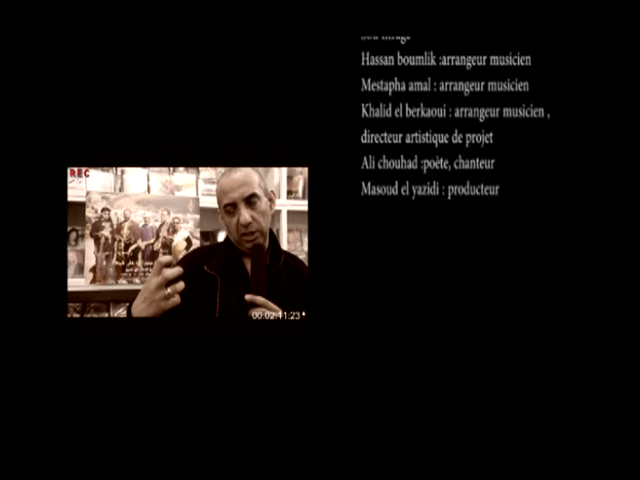 Hassan boumlik :arrangeur musicien
Mestapha amal : arrangeur musicien
Khalid el berkaoui : arrangeur musicien ,
directeur artistique de projet
Ali chouhad :poète, chanteur
Masoud el yazidi : producteur
REC
00:02:11:23